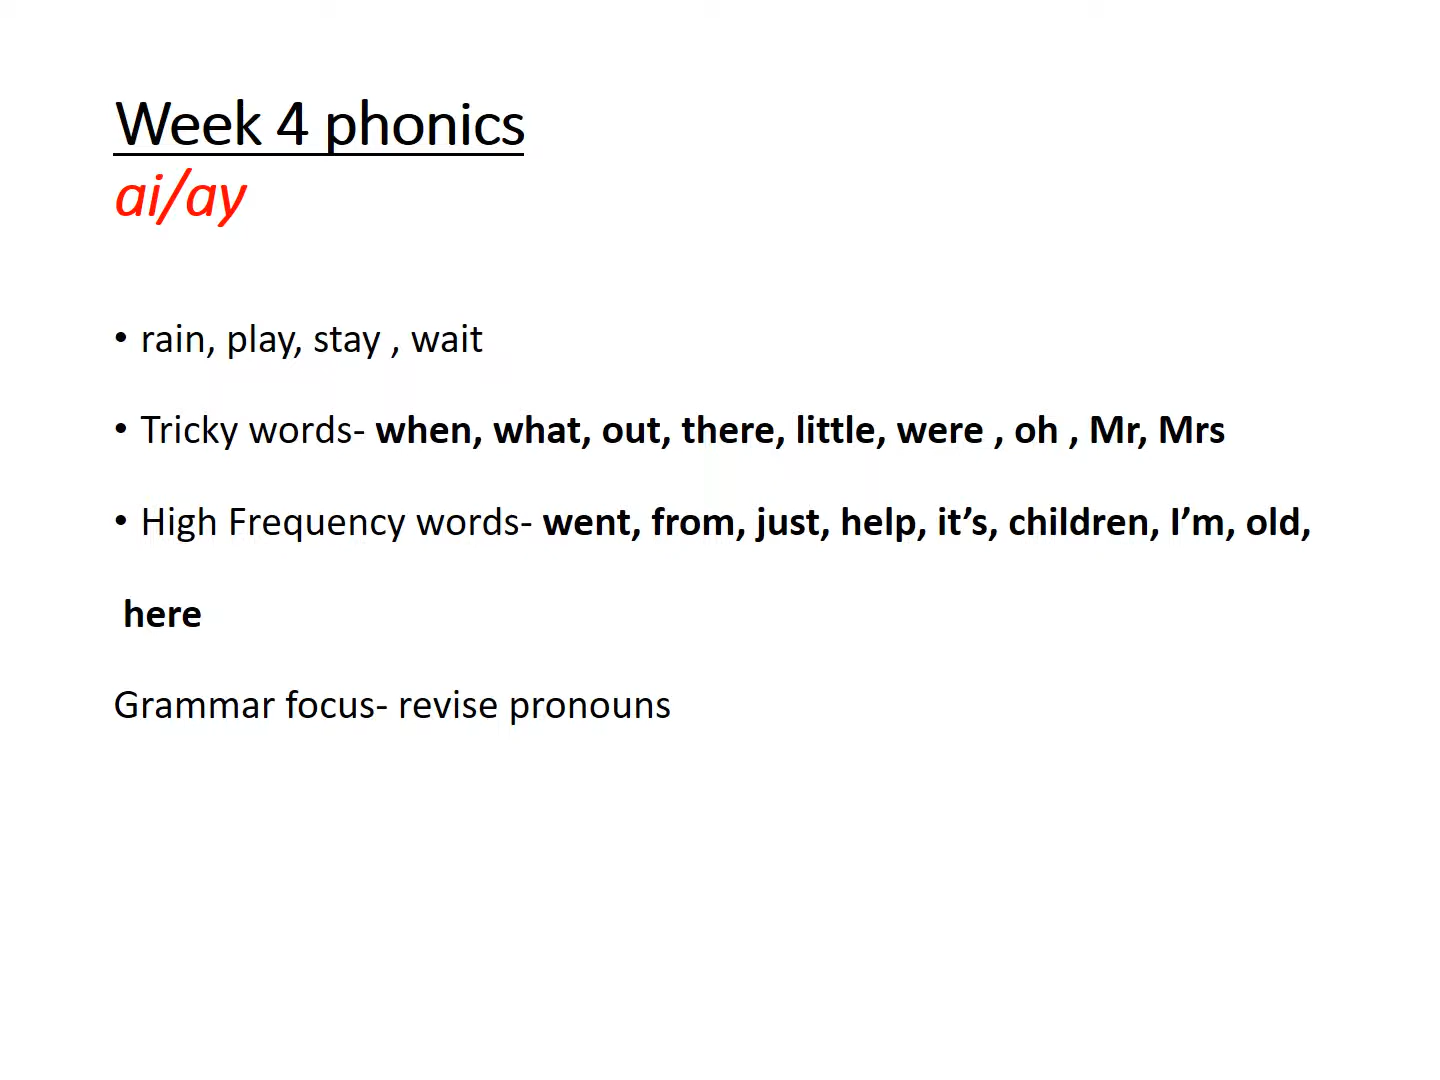 Week 4 phonics
ai/ay
• rain, play, stay , wait
• Tricky words- when, what, out, there, little, were , oh , Mr, Mrs
• High Frequency words- went, from, just, help, it’s, children, I’m, old,
here
Grammar focus- revise pronouns